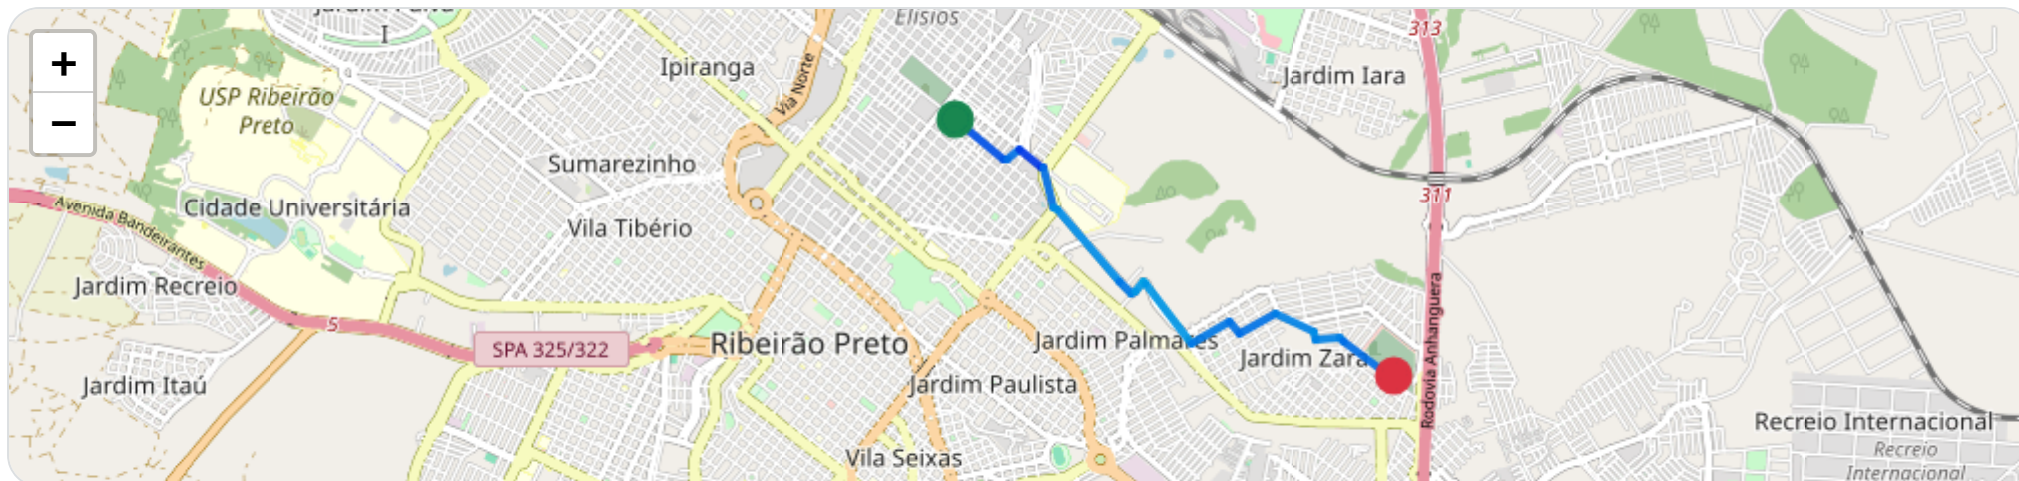 I
Elísios
313
+
−
Ipiranga
Via Norte
Jardim Iara
USP Ribeirão
Preto
Sumarezinho
311
Avenida Bandeirantes
Cidade Universitária
Vila Tibério
Jardim Recreio
5
SPA 325/322
Ribeirão Preto
Jardim Palmares
Jardim Zara
Rodovia Anhanguera
Jardim Itaú
Jardim Paulista
Recreio Internacional
Vila Seixas
Recreio
Internacional